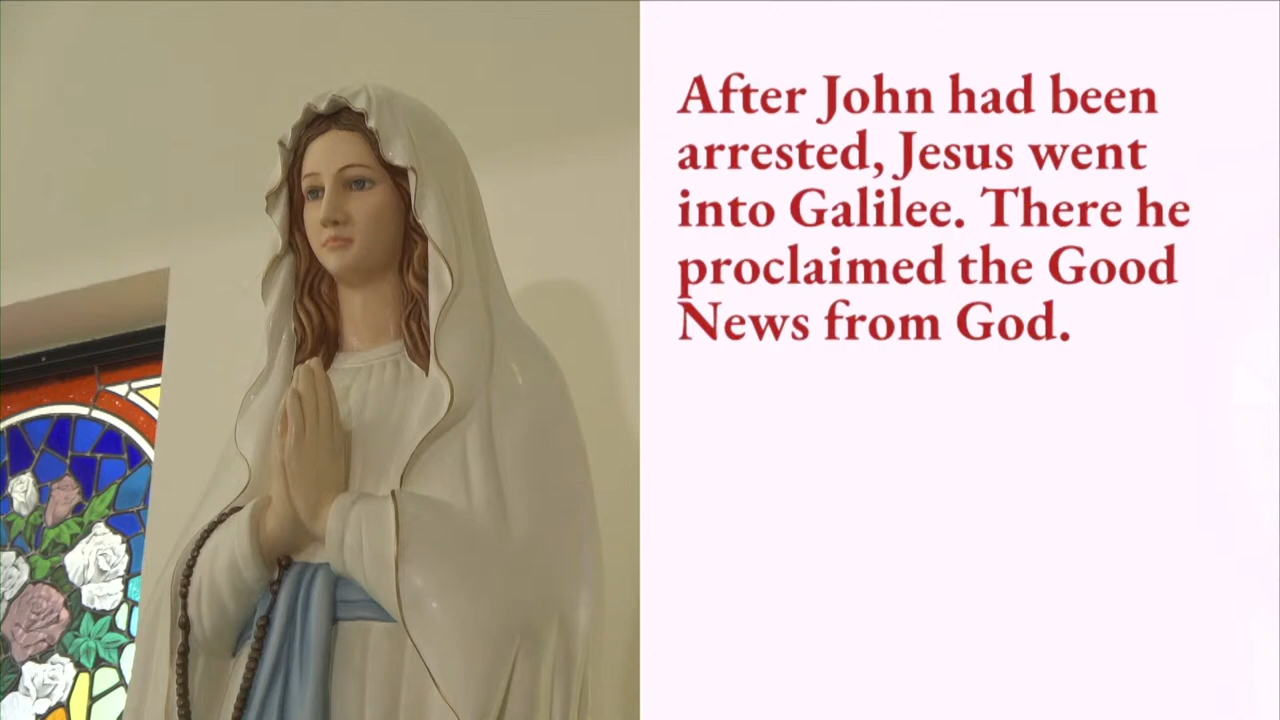 After John had been
arrested, Jesus went
into Galilee. There he
proclaimed the Good
News from God.